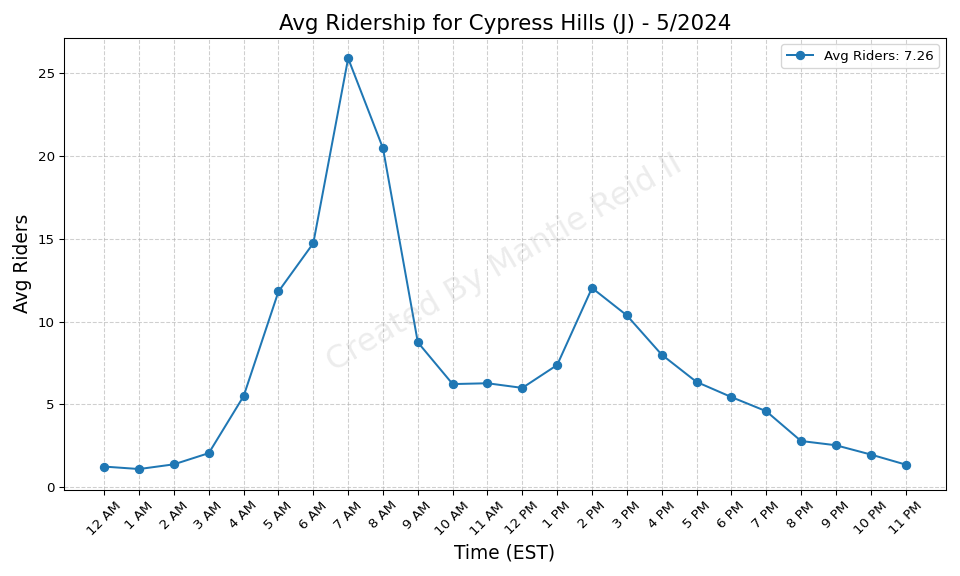 Avg Ridership for Cypress Hills (J) - 5/2024
Avg Riders: 7.26
25
20
15
10
5
0
Avg Riders
Created By Mantie Reid II
12 AM
1 AM
2 AM
3 AM
4 AM
5 AM
6 AM
7 AM
8 AM
9 AM
10 AM
11 AM
12 PM
1 PM
2 PM
3 PM
4 PM
5 PM
6 PM
7 PM
8 PM
9 PM
10 PM
11 PM
Time (EST)